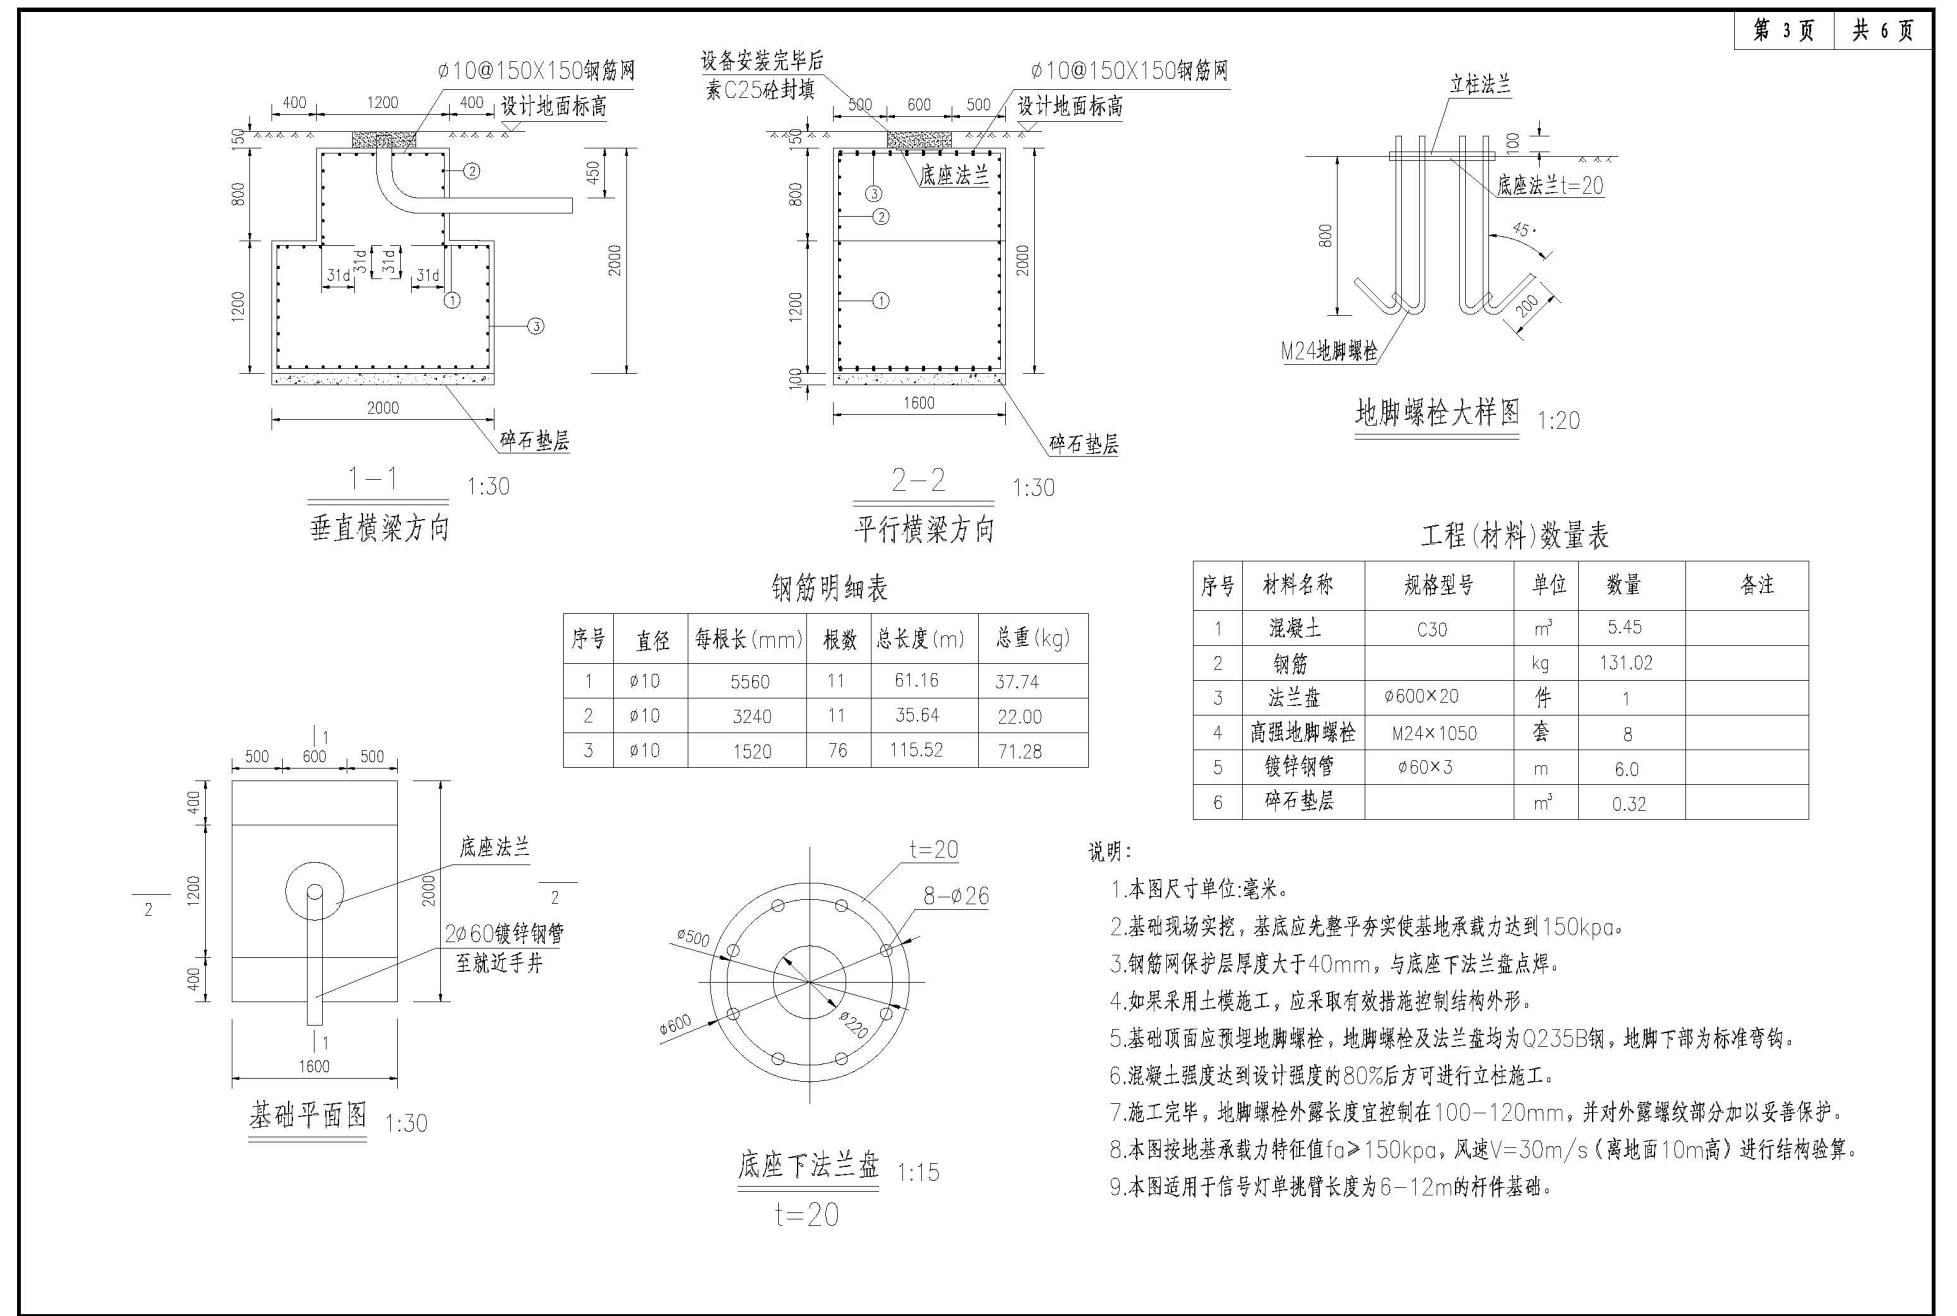 第 3 页 共 6 页
ø10@150X150钢筋网
400 1200 400
设计地面标高
150
800
1200
450
2000
②
31d 31d 31d 31d
①
③
2000
碎石垫层
1-1 1:30
垂直横梁方向
设备安装完毕后
素C25砼封填
ø10@150X150钢筋网
500 600 500
设计地面标高
150
800
1200
100
底座法兰
③
②
①
2000
1600
碎石垫层
2-2 1:30
平行横梁方向
立柱法兰
100
底座法兰t=20
800
45°
200
M24地脚螺栓
地脚螺栓大样图 1:20
钢筋明细表
序号 直径 每根长(mm) 根数 总长度(m) 总重(kg)
1 ø10 5560 11 61.16 37.74
2 ø10 3240 11 35.64 22.00
3 ø10 1520 76 115.52 71.28
工程(材料)数量表
序号 材料名称 规格型号 单位 数量 备注
1 混凝土 C30 m³ 5.45
2 钢筋 kg 131.02
3 法兰盘 ø600×20 件 1
4 高强地脚螺栓 M24×1050 套 8
5 镀锌钢管 ø60×3 m 6.0
6 碎石垫层 m³ 0.32
1
500 600 500
400
1200
400
2000
底座法兰
2 2
2ø60镀锌钢管
至就近手井
1
1600
基础平面图 1:30
t=20
8-ø26
ø500
ø600
ø220
底座下法兰盘 1:15
t=20
说明：
1.本图尺寸单位:毫米。
2.基础现场实挖，基底应先整平夯实使基地承载力达到150kpa。
3.钢筋网保护层厚度大于40mm，与底座下法兰盘点焊。
4.如果采用土模施工，应采取有效措施控制结构外形。
5.基础顶面应预埋地脚螺栓，地脚螺栓及法兰盘均为Q235B钢，地脚下部为标准弯钩。
6.混凝土强度达到设计强度的80%后方可进行立柱施工。
7.施工完毕，地脚螺栓外露长度宜控制在100-120mm，并对外露螺纹部分加以妥善保护。
8.本图按地基承载力特征值fa≥150kpa，风速V=30m/s（离地面10m高）进行结构验算。
9.本图适用于信号灯单挑臂长度为6-12m的杆件基础。